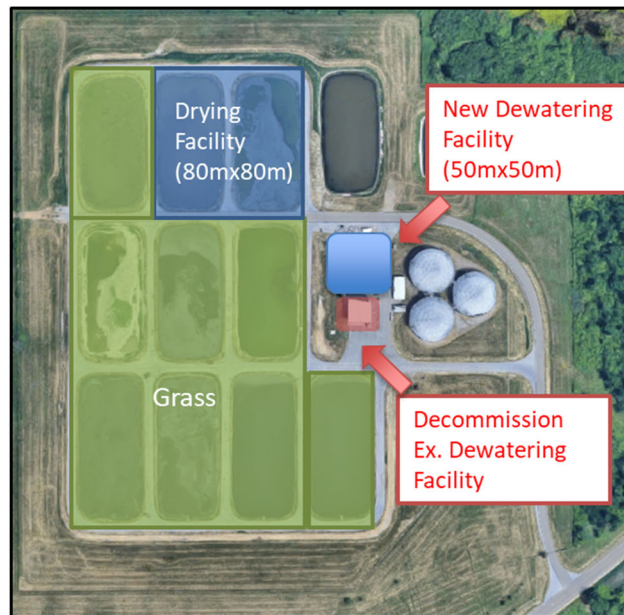 Drying
Facility
(80mx80m)
New Dewatering
Facility
(50mx50m)
Grass
Decommission
Ex. Dewatering
Facility